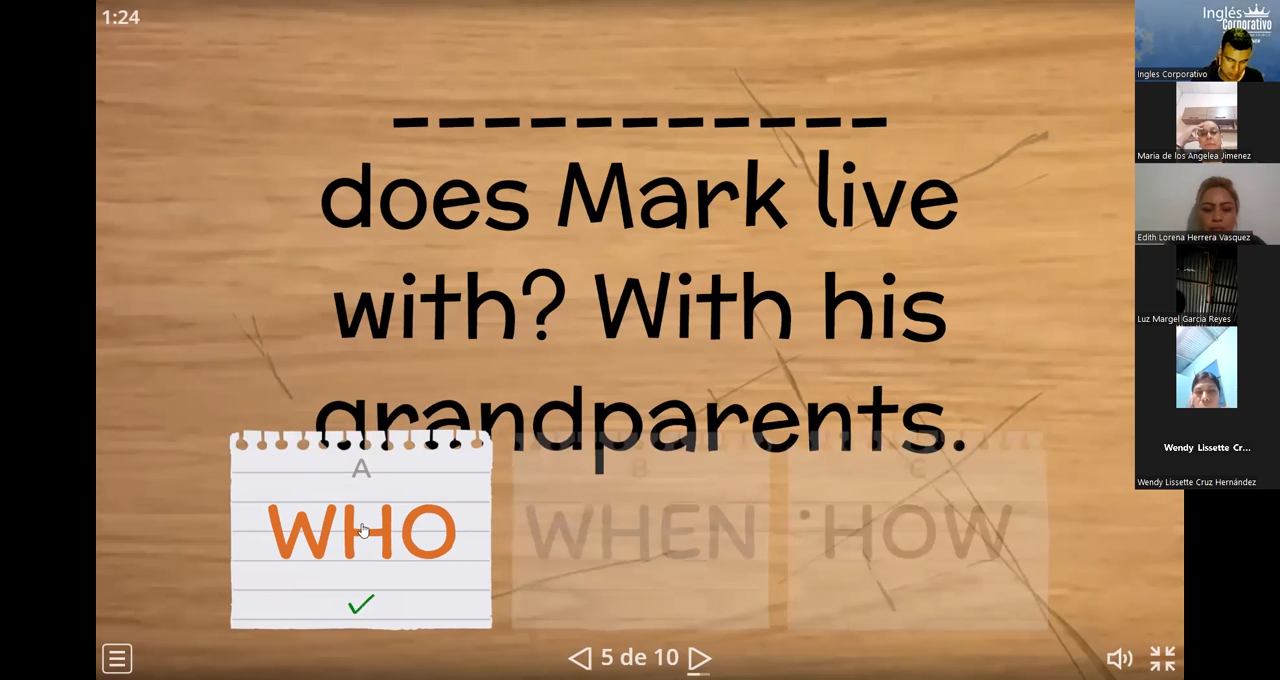 1:24
___________
does Mark live
with? With his
grandparents.
A
WHO
B
WHEN
C
HOW
5 de 10
Inglés
Corporativo
Ingles Corporativo
Maria de los Angelea Jimenez
Edith Lorena Herrera Vasquez
Luz Margel Garcia Reyes
Wendy Lissette Cr...
Wendy Lissette Cruz Hernández